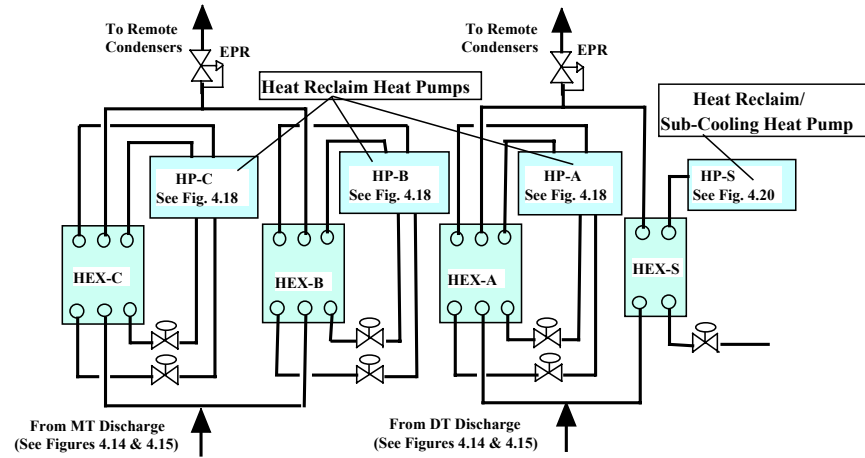 To Remote
Condensers
EPR
To Remote
Condensers
EPR
Heat Reclaim Heat Pumps
Heat Reclaim/
Sub-Cooling Heat Pump
HP-C
See Fig. 4.18
HP-B
See Fig. 4.18
HP-A
See Fig. 4.18
HP-S
See Fig. 4.20
HEX-C
HEX-B
HEX-A
HEX-S
From MT Discharge
(See Figures 4.14 & 4.15)
From DT Discharge
(See Figures 4.14 & 4.15)